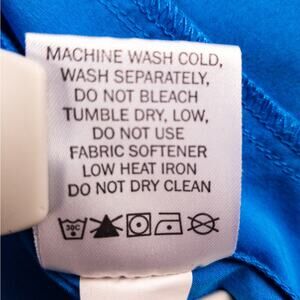 MACHINE WASH COLD,
WASH SEPARATELY,
DO NOT BLEACH
TUMBLE DRY, LOW,
DO NOT USE
FABRIC SOFTENER
LOW HEAT IRON
DO NOT DRY CLEAN
30C